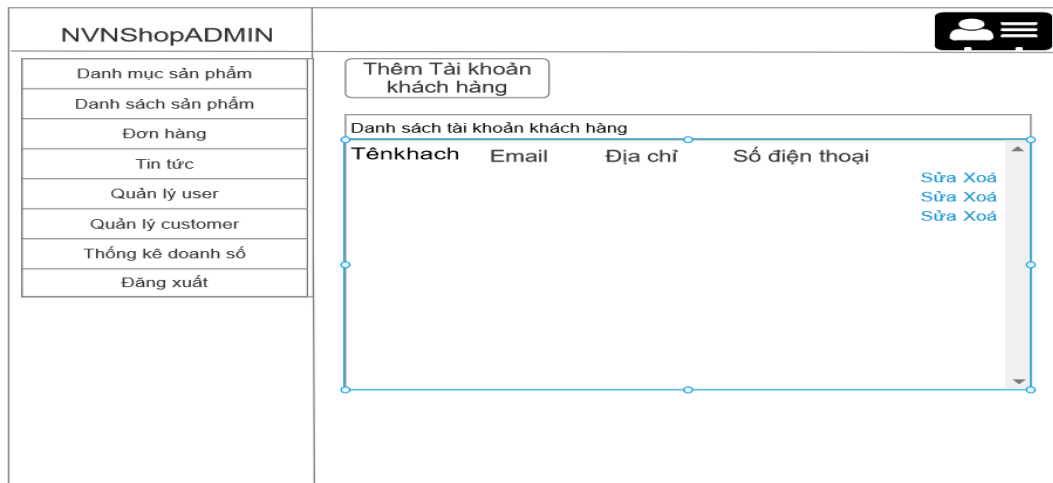 NVNShopADMIN
Danh mục sản phẩm
Danh sách sản phẩm
Đơn hàng
Tin tức
Quản lý user
Quản lý customer
Thống kê doanh số
Đăng xuất
Thêm Tài khoản
khách hàng
Danh sách tài khoản khách hàng
Tênkhach Email Địa chỉ Số điện thoại
Sửa Xoá
Sửa Xoá
Sửa Xoá